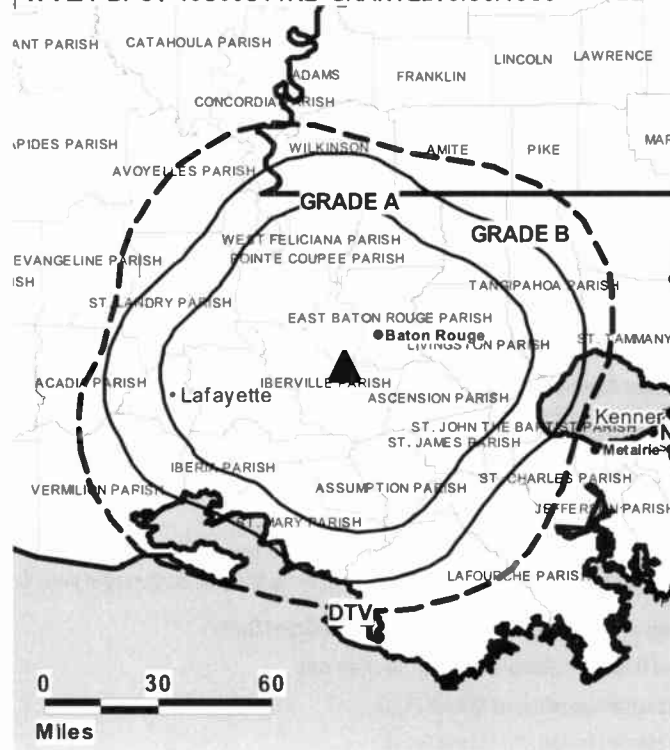 ANT PARISH
CATAHOULA PARISH
ADAMS
FRANKLIN
LINCOLN
LAWRENCE
CONCORDIA PARISH
APIDES PARISH
WILKINSON
AMITE
PIKE
MAR
AVOYELLES PARISH
GRADE A
GRADE B
WEST FELICIANA PARISH
POINTE COUPEE PARISH
EVANGELINE PARISH
ISH
TANGIPAHOA PARISH
ST. LANDRY PARISH
EAST BATON ROUGE PARISH
Baton Rouge
LIVINGSTON PARISH
ST. TAMMANY
ACADIA PARISH
IBERVILLE PARISH
Lafayette
ASCENSION PARISH
Kenner
ST. JOHN THE BAPTIST PARISH
N
ST. JAMES PARISH
Metairie
IBERIA PARISH
ST. CHARLES PARISH
VERMILION PARISH
ASSUMPTION PARISH
JEFFERSON PARISH
ST. MARY PARISH
LAFOURCHE PARISH
DTV
0 30 60
Miles